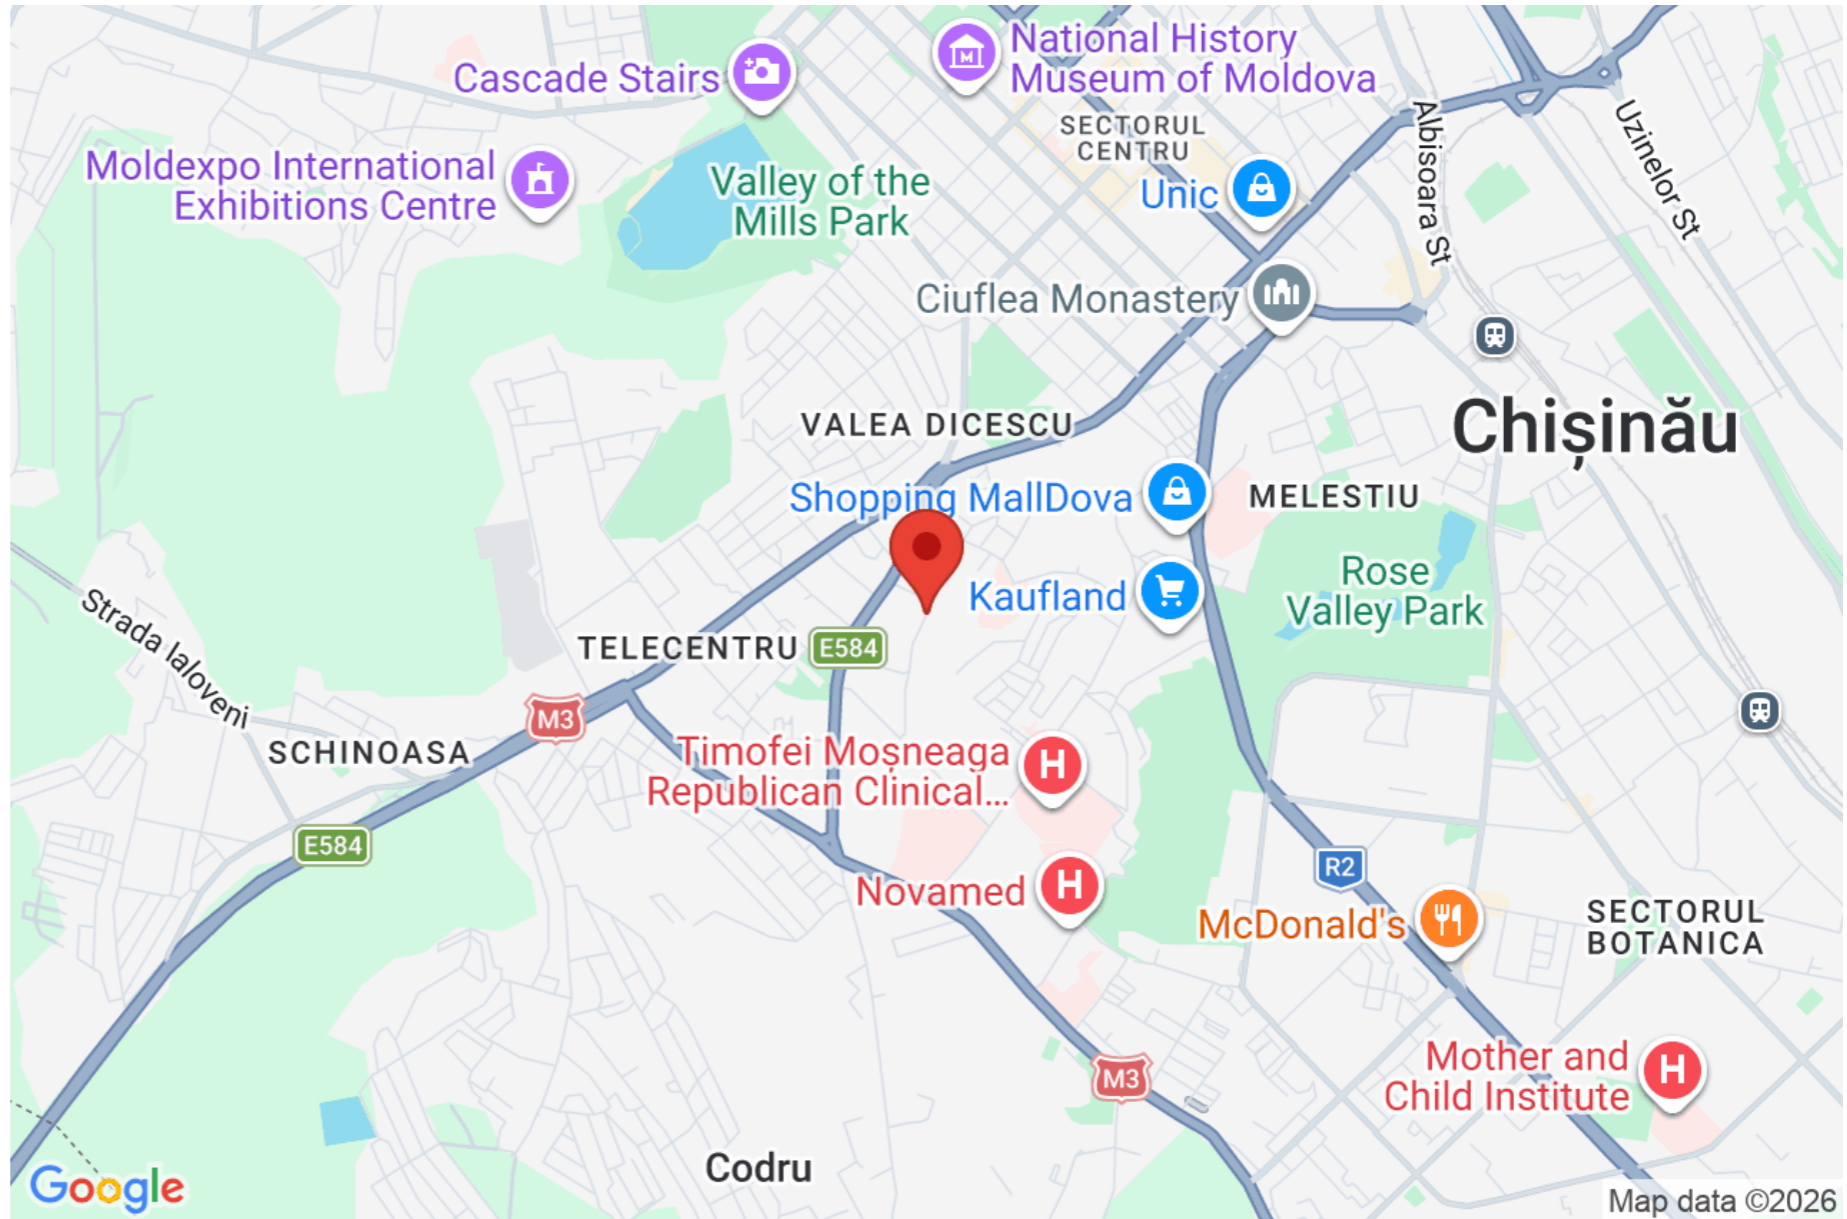 National History
Museum of Moldova
Cascade Stairs
SECTORUL
CENTRU
Albisoara St
Uzinelor St
Moldexpo International
Exhibitions Centre
Valley of the
Mills Park
Unic
Ciuflea Monastery
Chișinău
VALEA DICESCU
Shopping MallDova
MELESTIU
Rose
Valley Park
Kaufland
Strada Ialoveni
TELECENTRU
E584
M3
SCHINOASA
Timofei Moșneaga
Republican Clinical...
E584
R2
Novamed
McDonald's
SECTORUL
BOTANICA
Mother and
Child Institute
M3
Codru
Google
Map data ©2026